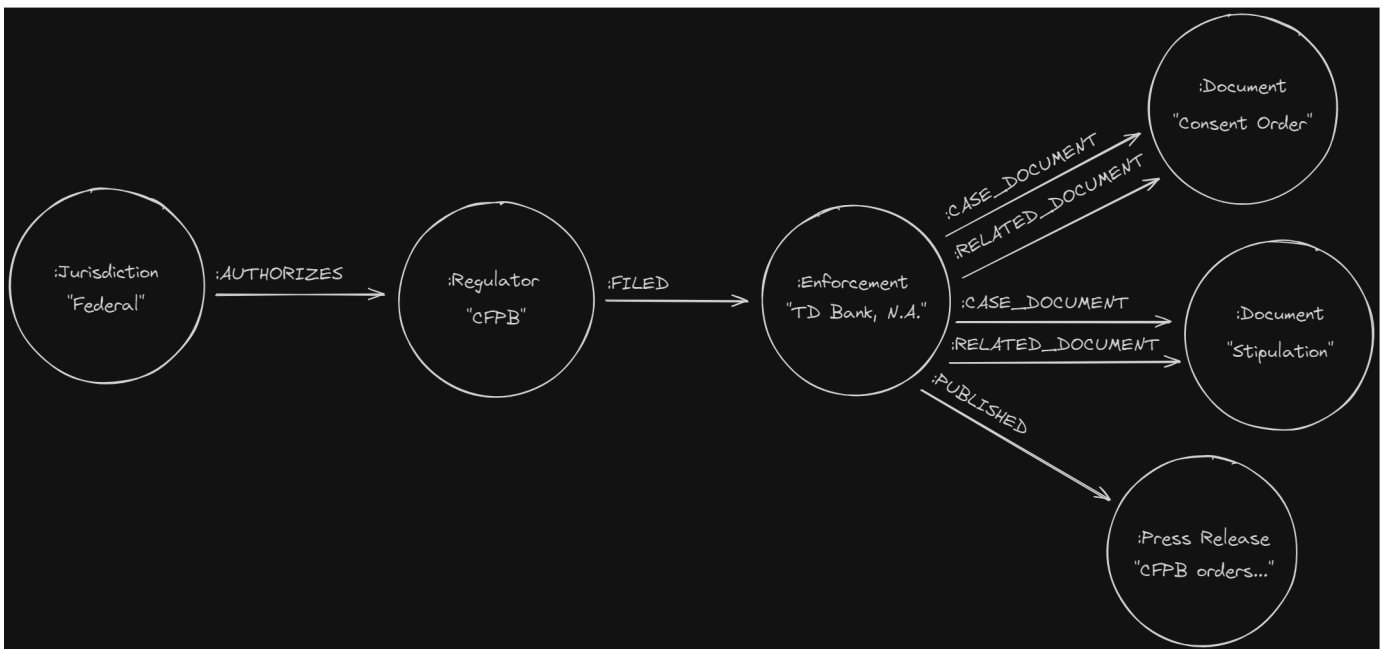 :Document
"Consent Order"
:CASE_DOCUMENT
:RELATED_DOCUMENT
:Jurisdiction
"Federal"
:AUTHORIZES
:Regulator
"CFPB"
:FILED
:Enforcement
"TD Bank, N.A."
:CASE_DOCUMENT
:RELATED_DOCUMENT
:Document
"Stipulation"
:PUBLISHED
:Press Release
"CFPB orders..."